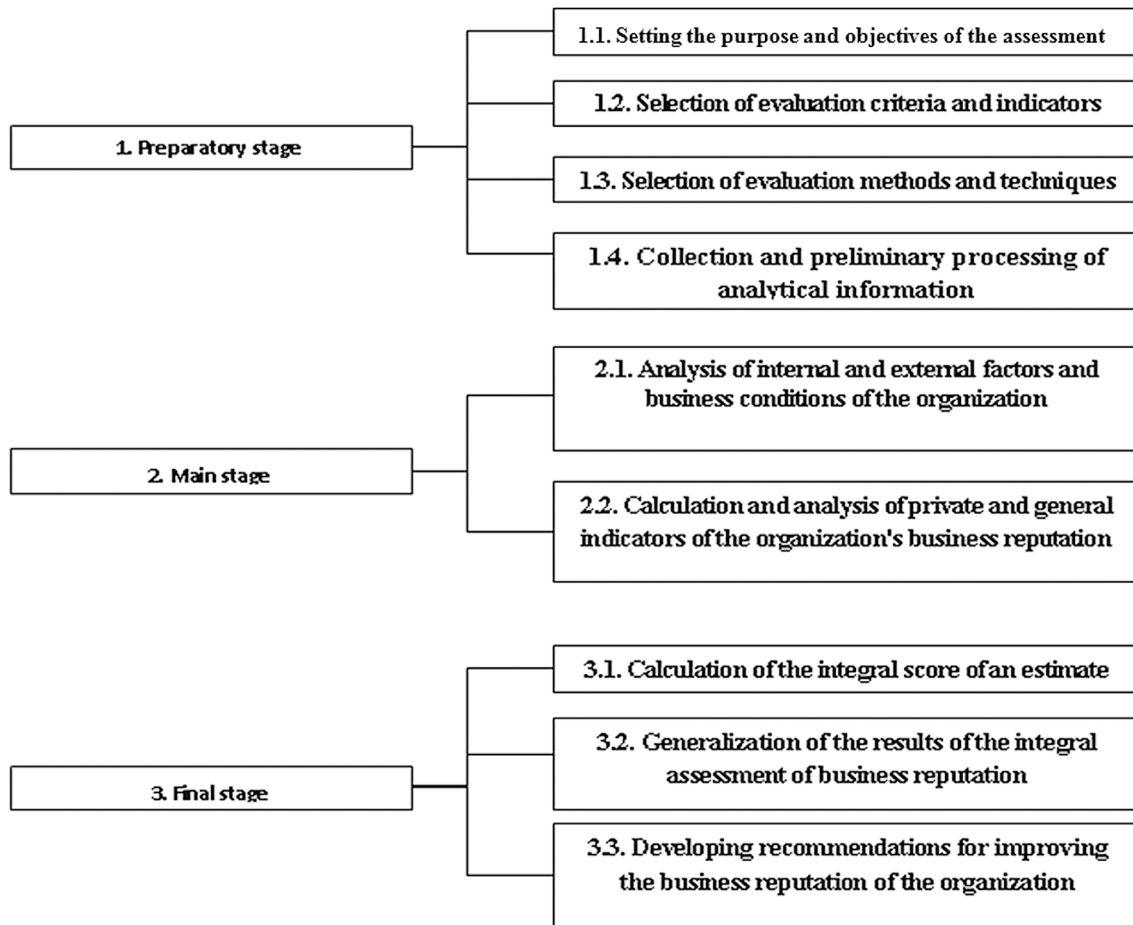 1. Preparatory stage
1.1. Setting the purpose and objectives of the assessment
1.2. Selection of evaluation criteria and indicators
1.3. Selection of evaluation methods and techniques
1.4. Collection and preliminary processing of
analytical information
2. Main stage
2.1. Analysis of internal and external factors and
business conditions of the organization
2.2. Calculation and analysis of private and general
indicators of the organization's business reputation
3. Final stage
3.1. Calculation of the integral score of an estimate
3.2. Generalization of the results of the integral
assessment of business reputation
3.3. Developing recommendations for improving
the business reputation of the organization